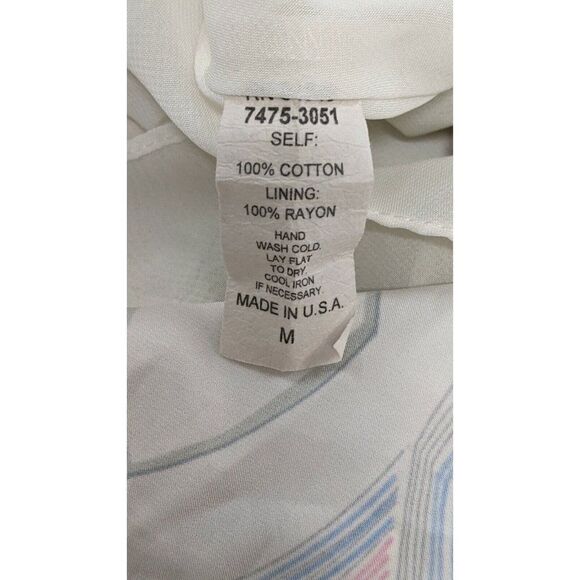 7475-3051
SELF:
100% COTTON
LINING:
100% RAYON
HAND
WASH COLD.
LAY FLAT
TO DRY.
COOL IRON
IF NECESSARY
MADE IN U.S.A.
M